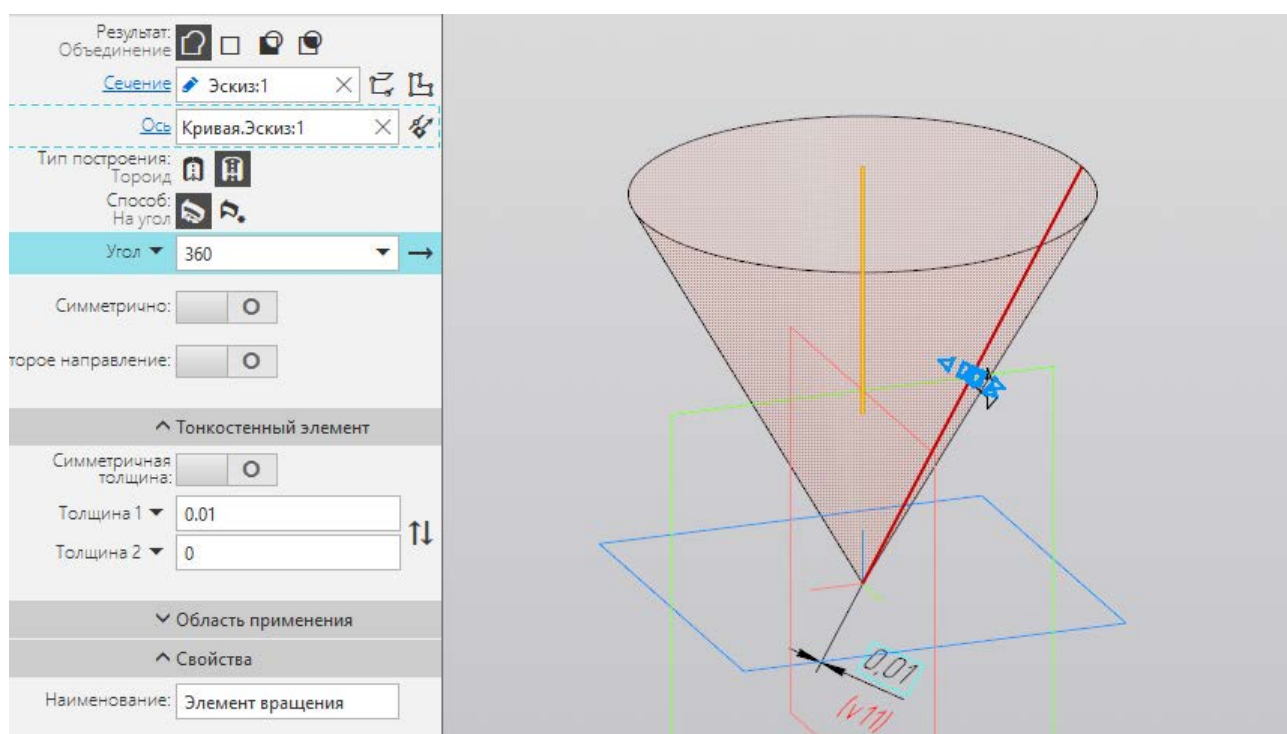 Результат:
Объединение
Сечение Эскиз:1
Ось Кривая.Эскиз:1
Тип построения:
Тороид
Способ:
На угол
Угол 360
Симметрично:
торое направление:
Тонкостенный элемент
Симметричная
толщина:
Толщина 1 0.01
Толщина 2 0
Область применения
Свойства
Наименование: Элемент вращения
0,01
(v11)